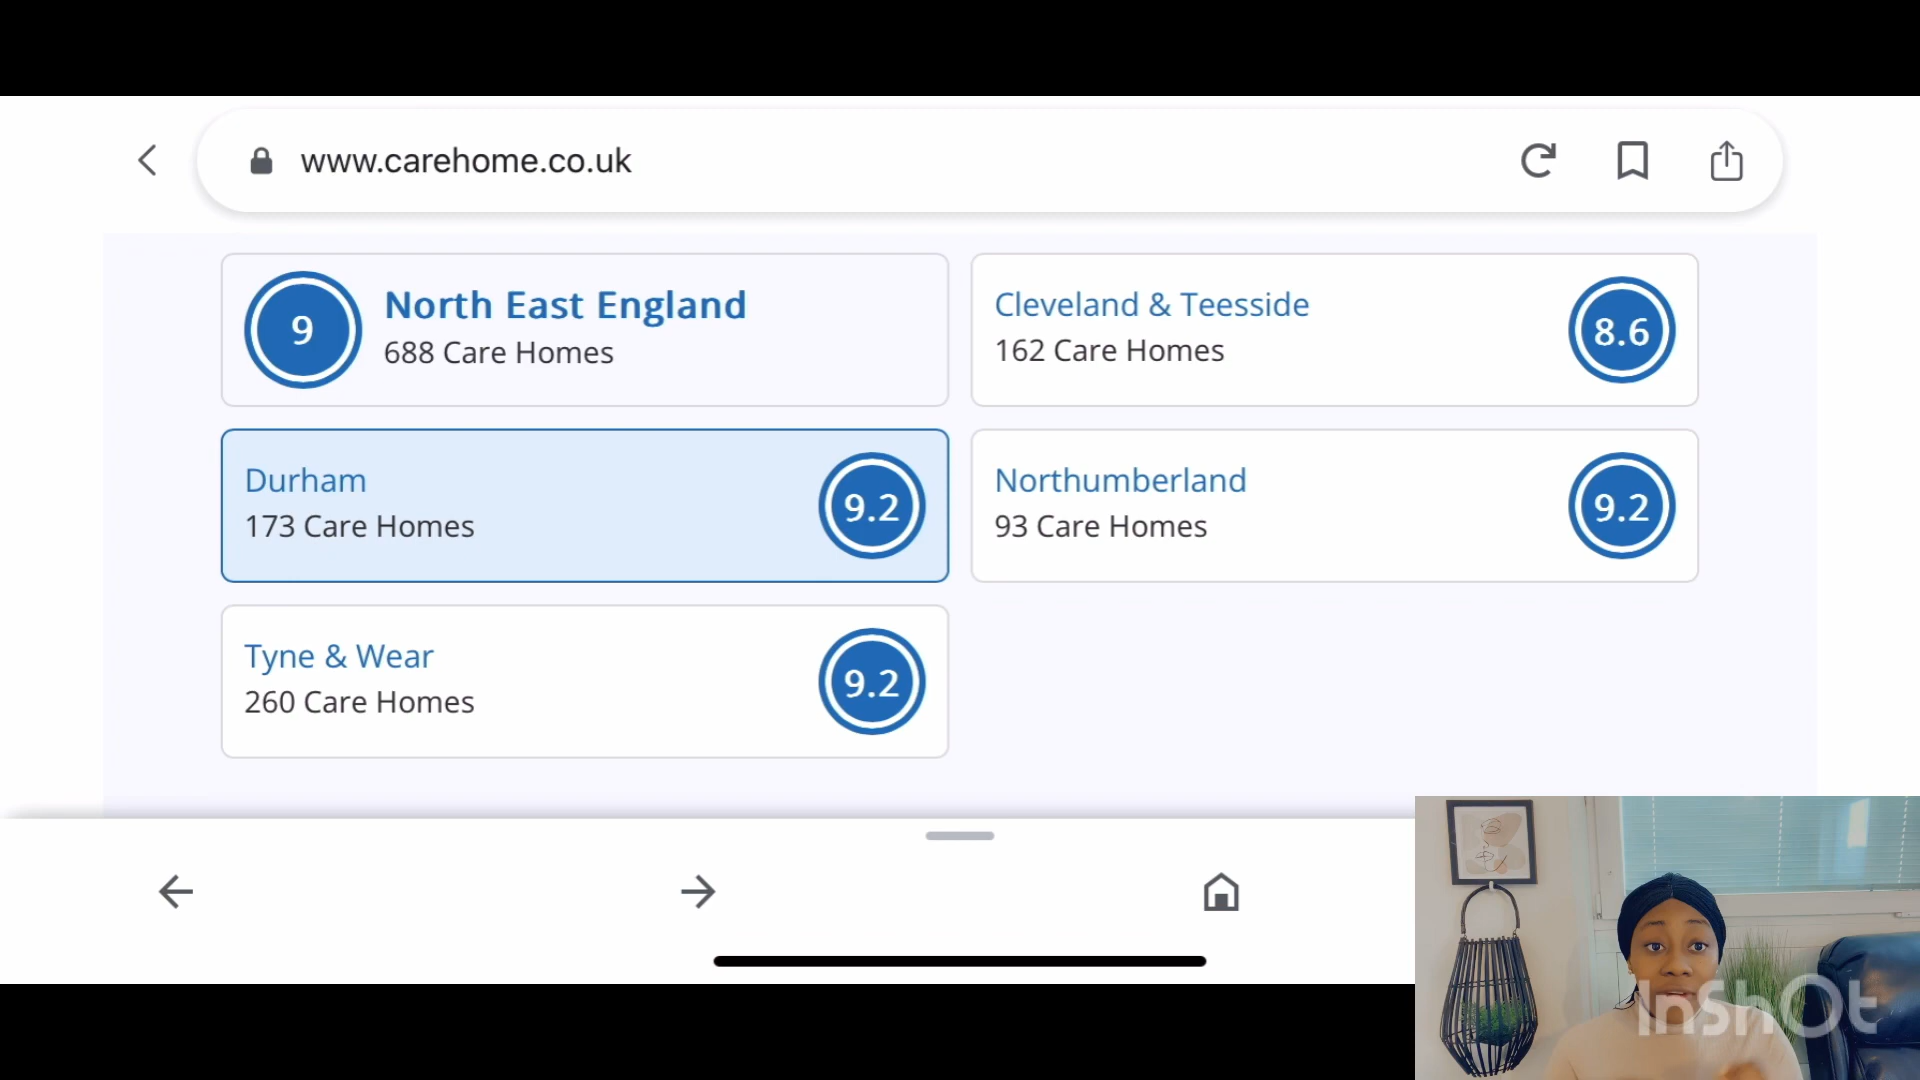 www.carehome.co.uk
9
North East England
688 Care Homes
Cleveland & Teesside
162 Care Homes
8.6
Durham
173 Care Homes
9.2
Northumberland
93 Care Homes
9.2
Tyne & Wear
260 Care Homes
9.2
InShOt